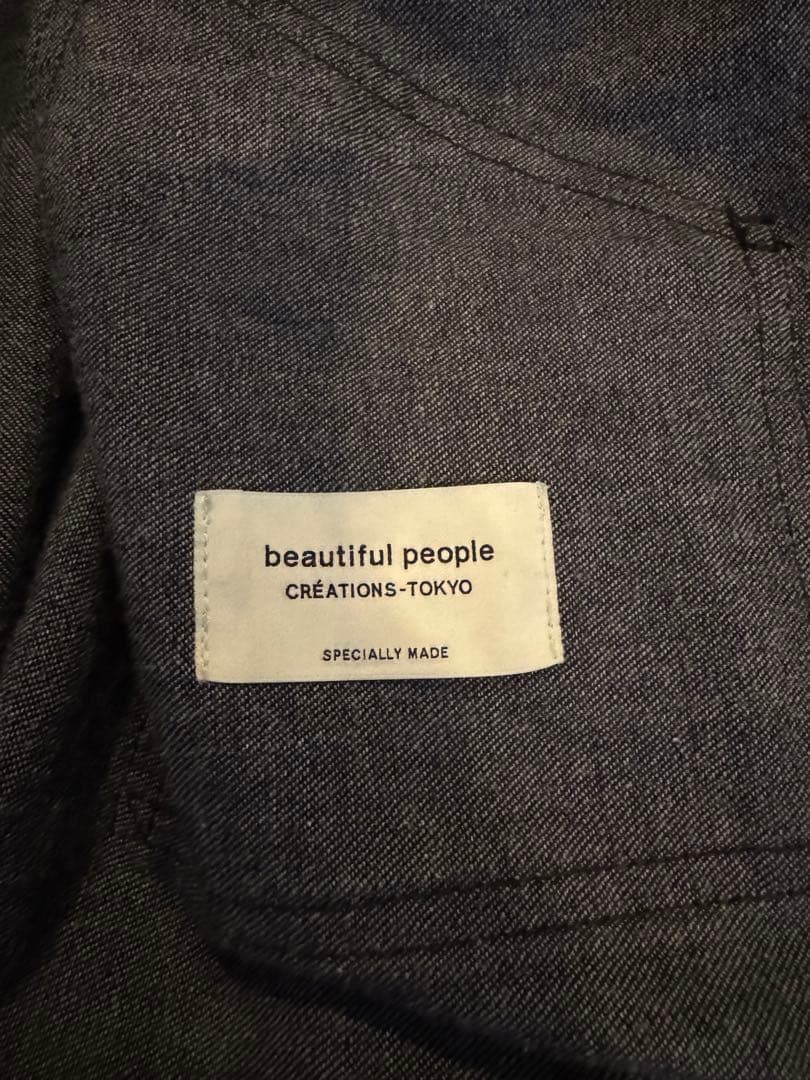 beautiful people
CRÉATIONS-TOKYO
SPECIALLY MADE